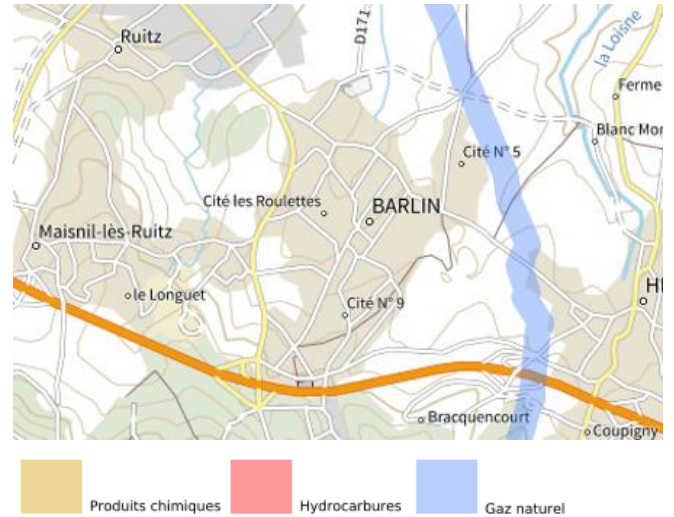 Ruitz
D171
la Loisne
Ferme
Blanc Mor
Cité N° 5
Cité les Roulettes
BARLIN
Maisnil-lès-Ruitz
le Longuet
Cité N° 9
Bracquencourt
Coupigny
Produits chimiques
Hydrocarbures
Gaz naturel